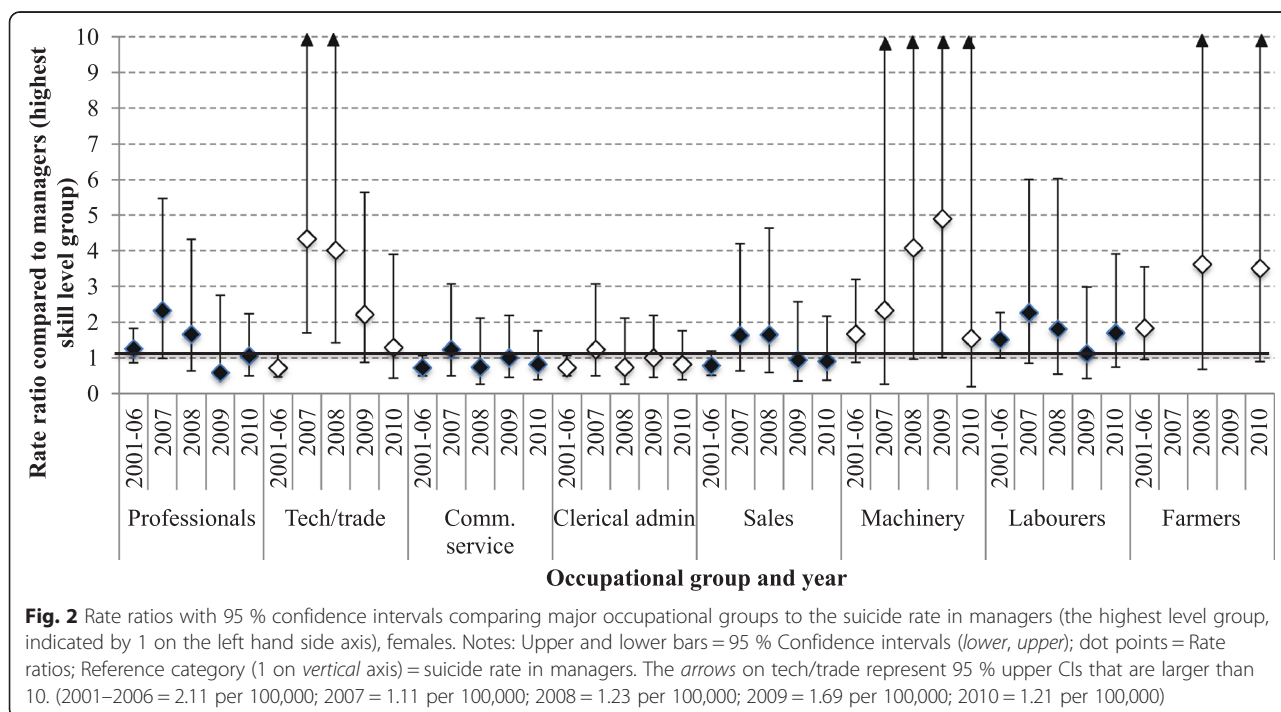 Rate ratio compared to managers (highest
skill level group)
10
9
8
7
6
5
4
3
2
1
0
2001-06 2007 2008 2009 2010 2001-06 2007 2008 2009 2010 2001-06 2007 2008 2009 2010 2001-06 2007 2008 2009 2010 2001-06 2007 2008 2009 2010 2001-06 2007 2008 2009 2010 2001-06 2007 2008 2009 2010 2001-06 2007 2008 2009 2010
Professionals Tech/trade Comm. Clerical admin Sales Machinery Labourers Farmers
service
Occupational group and year
Fig. 2 Rate ratios with 95 % confidence intervals comparing major occupational groups to the suicide rate in managers (the highest level group,
indicated by 1 on the left hand side axis), females. Notes: Upper and lower bars = 95 % Confidence intervals (lower, upper); dot points = Rate
ratios; Reference category (1 on vertical axis) = suicide rate in managers. The arrows on tech/trade represent 95 % upper CIs that are larger than
10. (2001–2006 = 2.11 per 100,000; 2007 = 1.11 per 100,000; 2008 = 1.23 per 100,000; 2009 = 1.69 per 100,000; 2010 = 1.21 per 100,000)